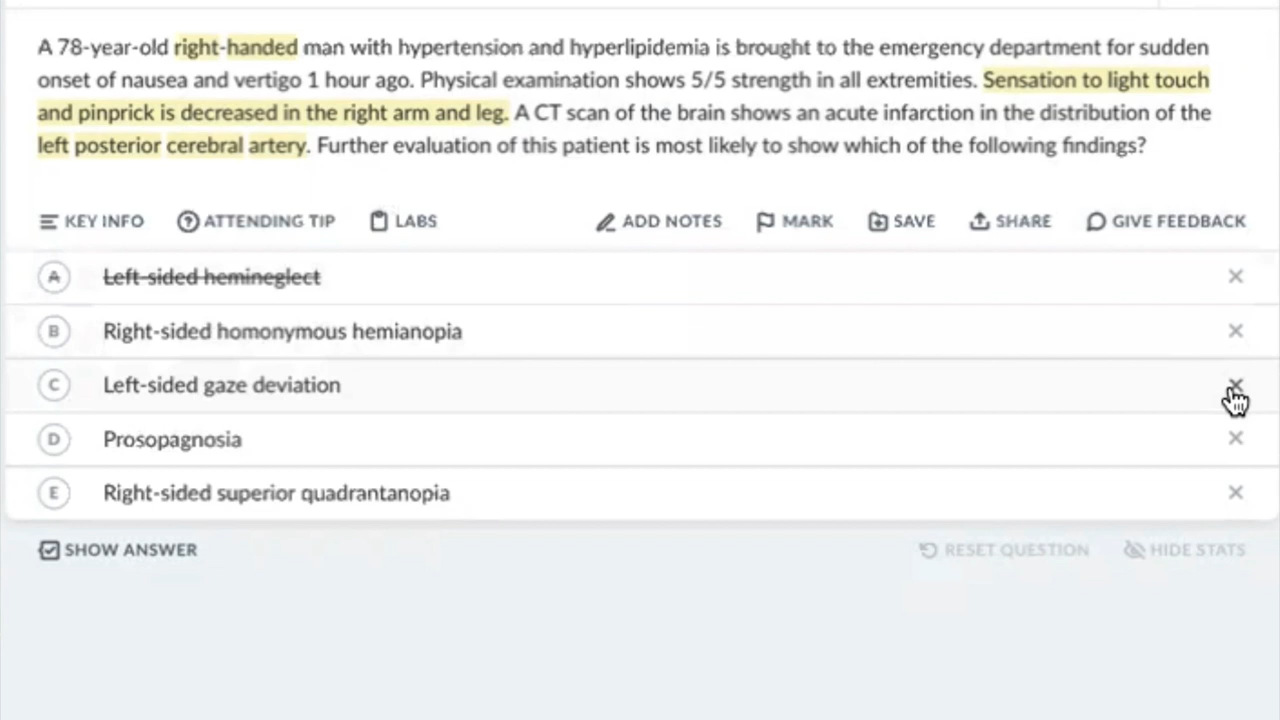 A 78-year-old right-handed man with hypertension and hyperlipidemia is brought to the emergency department for sudden
onset of nausea and vertigo 1 hour ago. Physical examination shows 5/5 strength in all extremities. Sensation to light touch
and pinprick is decreased in the right arm and leg. A CT scan of the brain shows an acute infarction in the distribution of the
left posterior cerebral artery. Further evaluation of this patient is most likely to show which of the following findings?
KEY INFO ATTENDING TIP LABS ADD NOTES MARK SAVE SHARE GIVE FEEDBACK
A Left-sided hemineglect
B Right-sided homonymous hemianopia
C Left-sided gaze deviation
D Prosopagnosia
E Right-sided superior quadrantanopia
SHOW ANSWER RESET QUESTION HIDE STATS